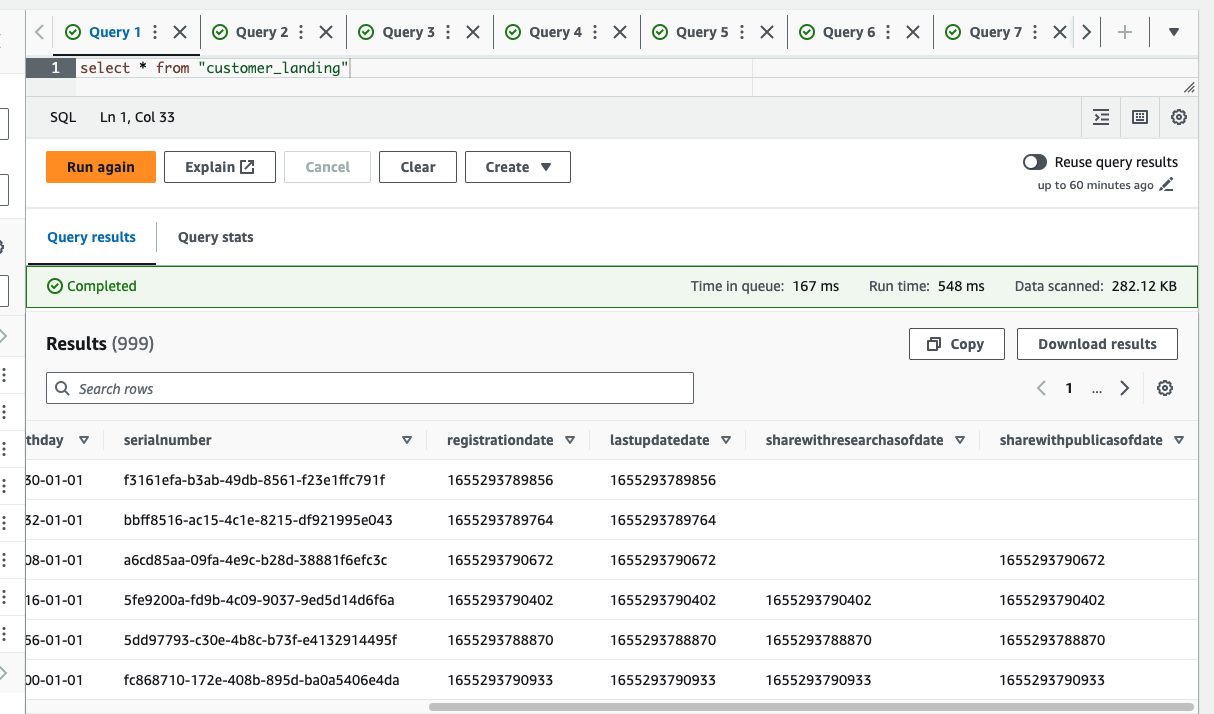 Query 1 Query 2 Query 3 Query 4 Query 5 Query 6 Query 7
1 select * from "customer_landing"
SQL Ln 1, Col 33
Run again Explain Cancel Clear Create Reuse query results
up to 60 minutes ago
Query results Query stats
Completed Time in queue: 167 ms Run time: 548 ms Data scanned: 282.12 KB
Results (999) Copy Download results
Search rows 1 ...
thday serialnumber registrationdate lastupdatedate sharewithresearchasofdate sharewithpublicasofdate
30-01-01 f3161efa-b3ab-49db-8561-f23e1ffc791f 1655293789856 1655293789856
32-01-01 bbff8516-ac15-4c1e-8215-df921995e043 1655293789764 1655293789764
08-01-01 a6cd85aa-09fa-4e9c-b28d-38881f6efc3c 1655293790672 1655293790672 1655293790672
16-01-01 5fe9200a-fd9b-4c09-9037-9ed5d14d6f6a 1655293790402 1655293790402 1655293790402 1655293790402
66-01-01 5dd97793-c30e-4b8c-b73f-e4132914495f 1655293788870 1655293788870 1655293788870 1655293788870
00-01-01 fc868710-172e-408b-895d-ba0a5406e4da 1655293790933 1655293790933 1655293790933 1655293790933